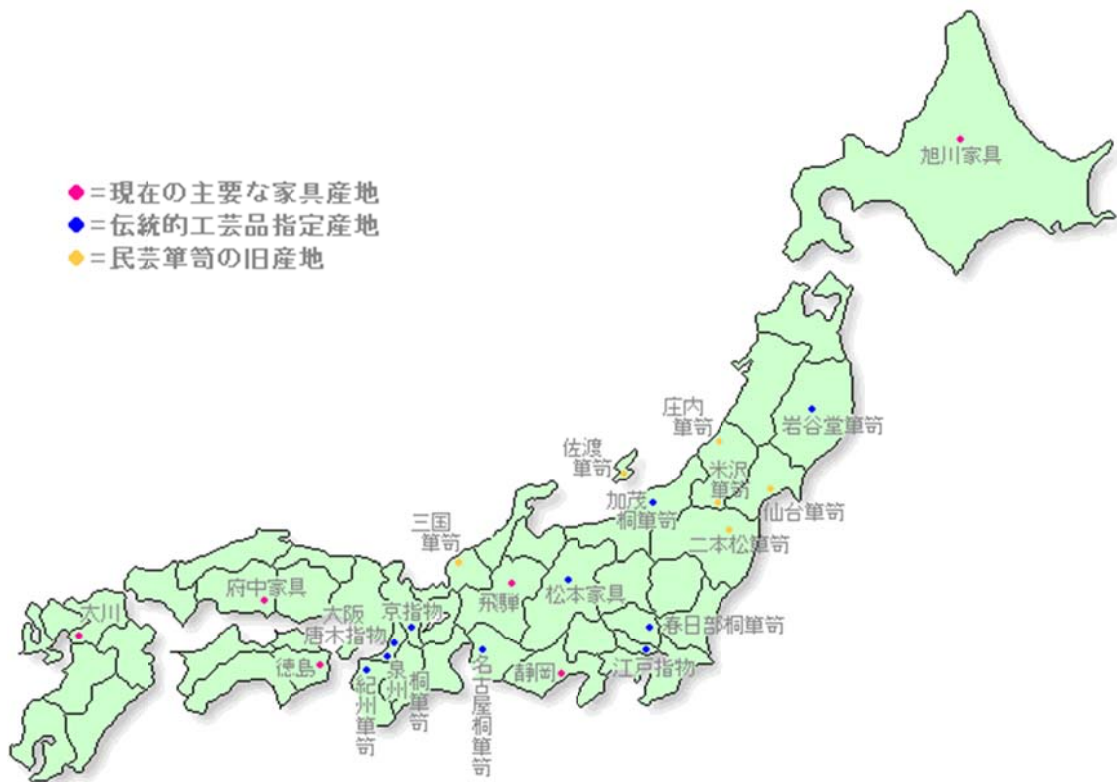 =現在の主要な家具産地
=伝統的工芸品指定産地
=民芸箪笥の旧産地
旭川家具
岩谷堂箪笥
庄内
箪笥
佐渡
箪笥
米沢
箪笥
加茂
桐箪笥
仙台箪笥
二本松箪笥
三国
箪笥
飛騨
松本家具
府中家具
大川
大阪
唐木指物
京指物
春日部桐箪笥
江戸指物
徳島
静岡
紀州箪笥
泉州
桐箪笥
名古屋桐箪笥